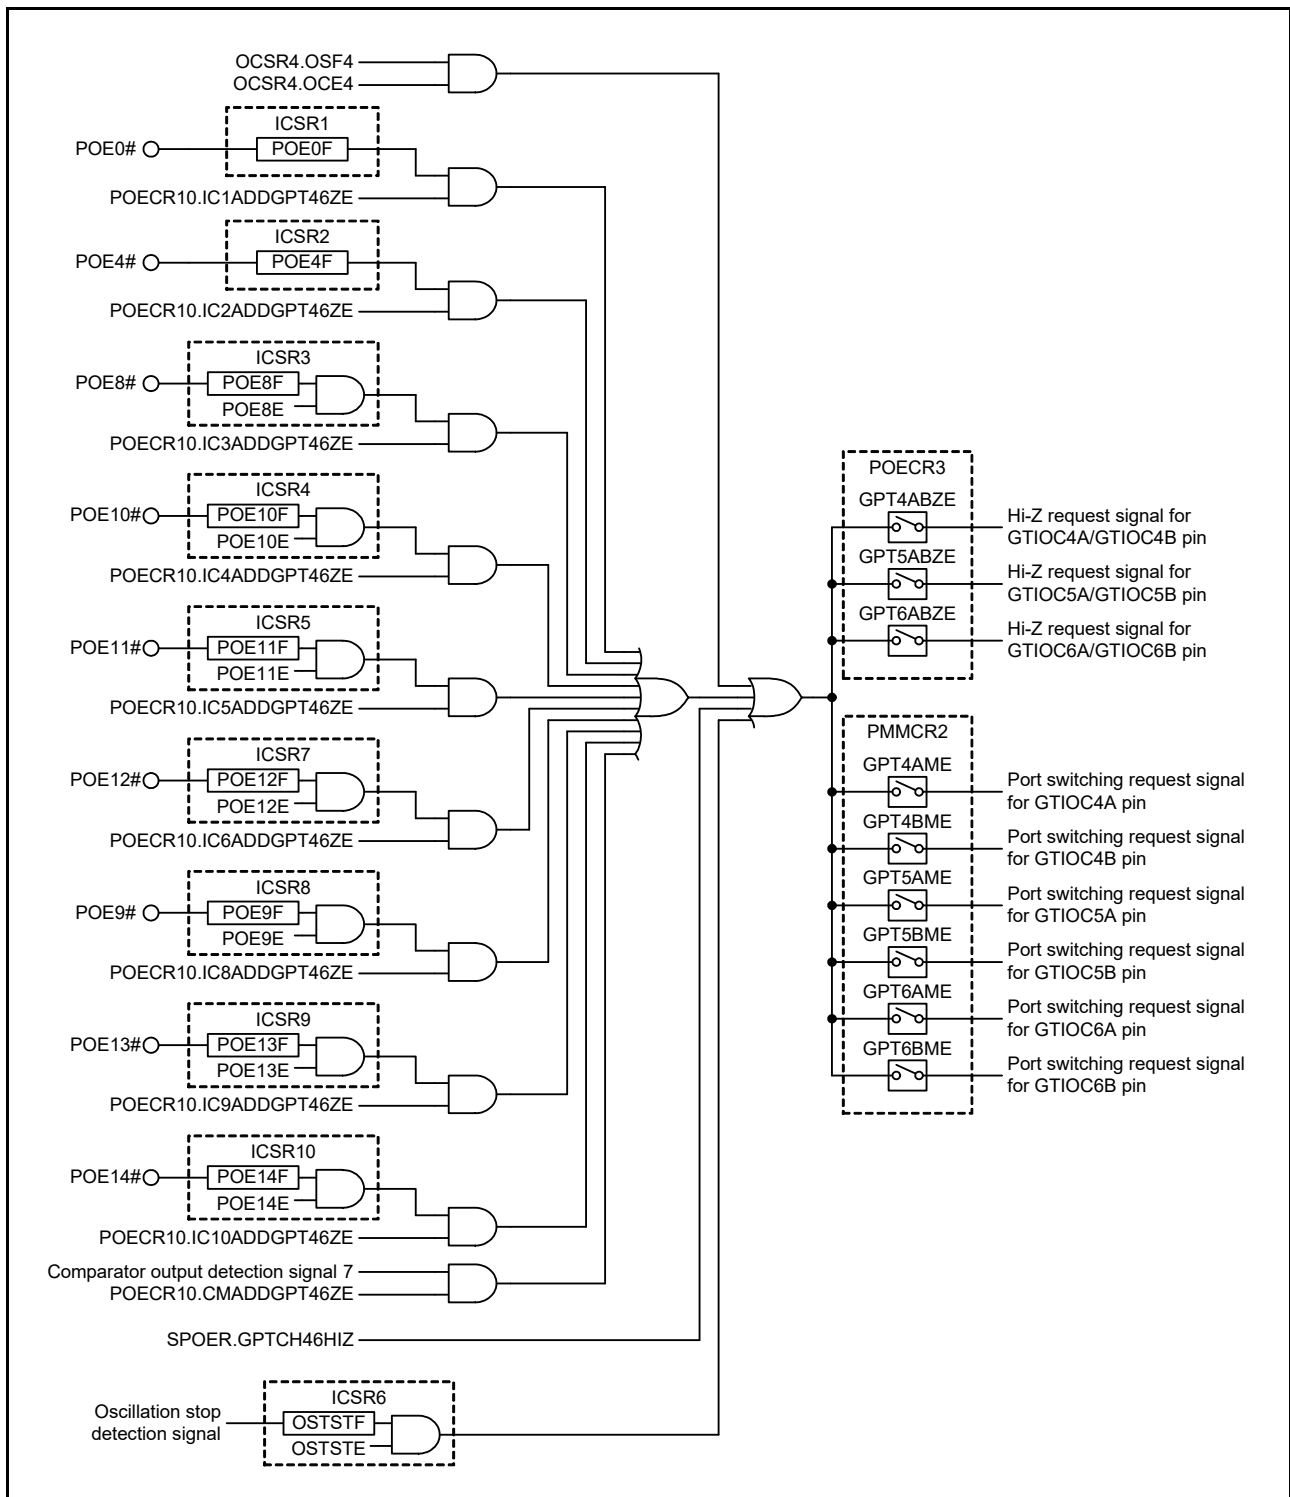 OCSR4.OSF4
OCSR4.OCE4
ICSR1
POE0#
POE0F
POECR10.IC1ADDGPT46ZE
ICSR2
POE4#
POE4F
POECR10.IC2ADDGPT46ZE
ICSR3
POE8#
POE8F
POE8E
POECR10.IC3ADDGPT46ZE
ICSR4
POE10#
POE10F
POE10E
POECR10.IC4ADDGPT46ZE
ICSR5
POE11#
POE11F
POE11E
POECR10.IC5ADDGPT46ZE
ICSR7
POE12#
POE12F
POE12E
POECR10.IC6ADDGPT46ZE
ICSR8
POE9#
POE9F
POE9E
POECR10.IC8ADDGPT46ZE
ICSR9
POE13#
POE13F
POE13E
POECR10.IC9ADDGPT46ZE
ICSR10
POE14#
POE14F
POE14E
POECR10.IC10ADDGPT46ZE
Comparator output detection signal 7
POECR10.CMADDGPT46ZE
SPOER.GPTCH46HIZ
ICSR6
Oscillation stop
detection signal
OSTSTF
OSTSTE
POECR3
GPT4ABZE
Hi-Z request signal for
GTIOC4A/GTIOC4B pin
GPT5ABZE
Hi-Z request signal for
GTIOC5A/GTIOC5B pin
GPT6ABZE
Hi-Z request signal for
GTIOC6A/GTIOC6B pin
PMMCR2
GPT4AME
Port switching request signal
for GTIOC4A pin
GPT4BME
Port switching request signal
for GTIOC4B pin
GPT5AME
Port switching request signal
for GTIOC5A pin
GPT5BME
Port switching request signal
for GTIOC5B pin
GPT6AME
Port switching request signal
for GTIOC6A pin
GPT6BME
Port switching request signal
for GTIOC6B pin